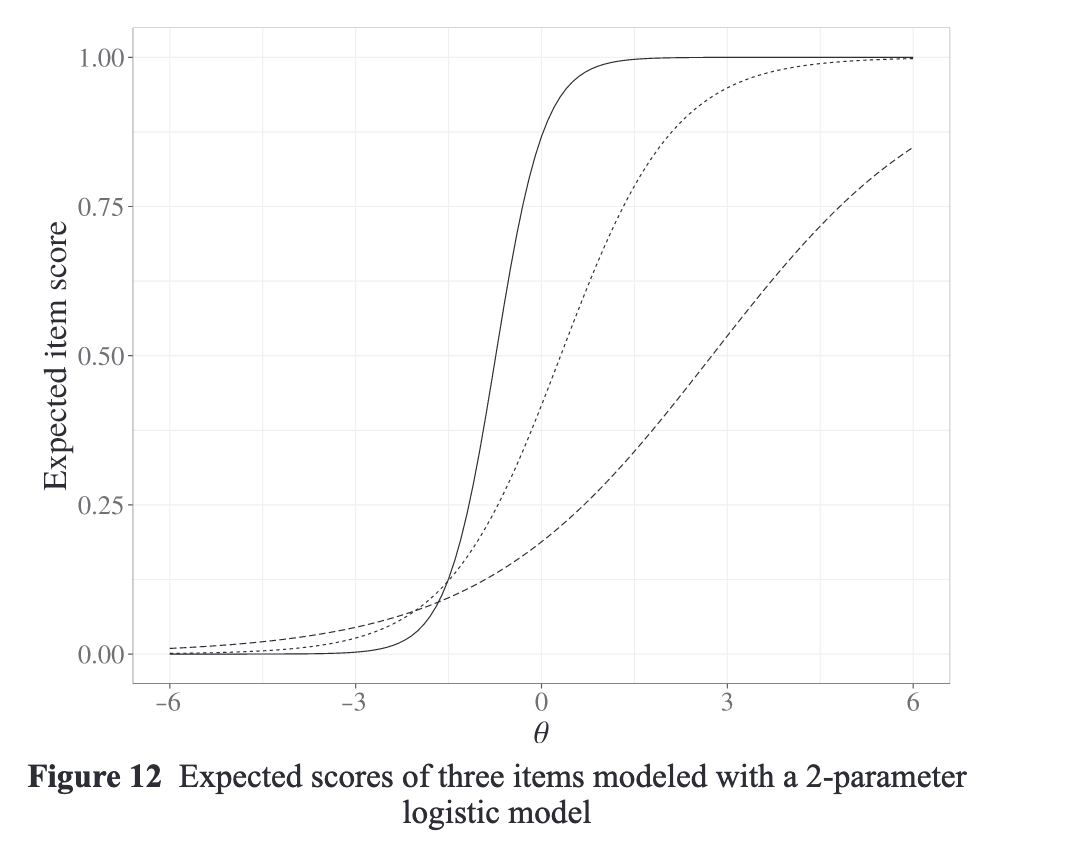 1.00
0.75
0.50
0.25
0.00
Expected item score
−6 −3 0 3 6
θ
Figure 12 Expected scores of three items modeled with a 2-parameter
logistic model